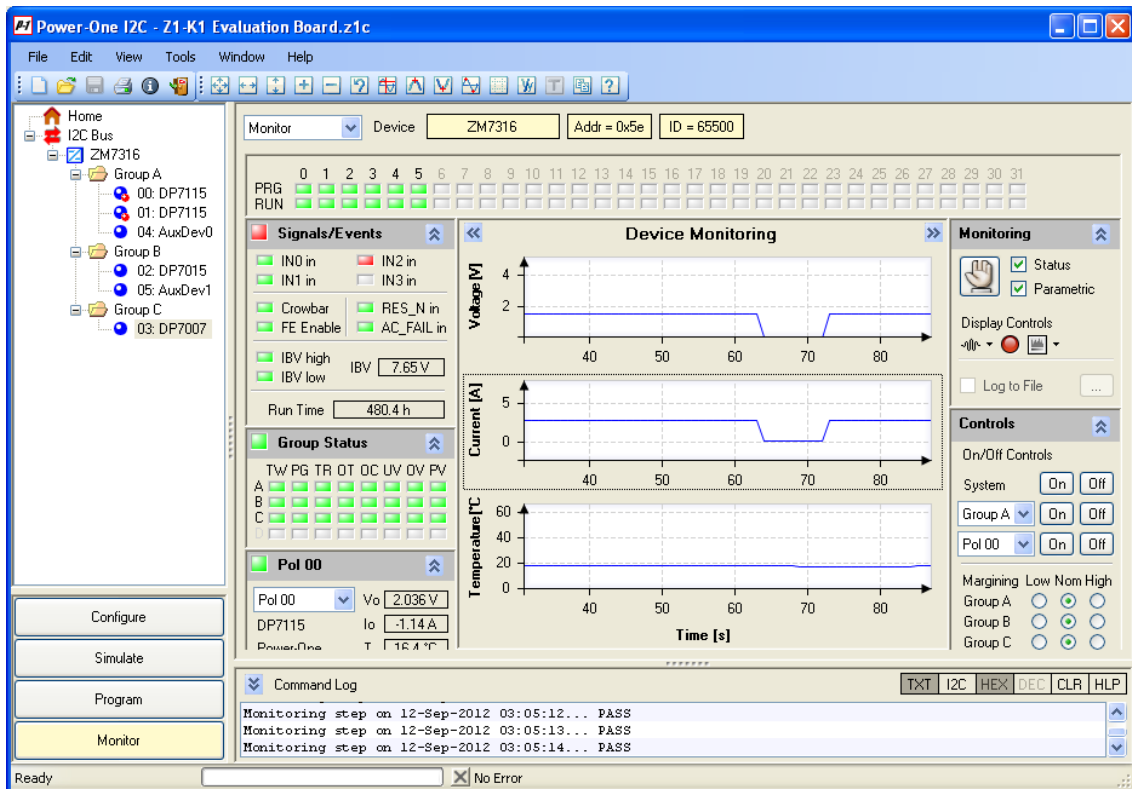 Power-One I2C - Z1-K1 Evaluation Board.z1c
File Edit View Tools Window Help
Home
I2C Bus
ZM7316
Group A
00: DP7115
01: DP7115
04: AuxDev0
Group B
02: DP7015
05: AuxDev1
Group C
03: DP7007
Configure
Simulate
Program
Monitor
Monitor Device ZM7316 Addr = 0x5e ID = 65500
0 1 2 3 4 5 6 7 8 9 10 11 12 13 14 15 16 17 18 19 20 21 22 23 24 25 26 27 28 29 30 31
PRG
RUN
Signals/Events
IN0 in IN2 in
IN1 in IN3 in
Crowbar RES_N in
FE Enable AC_FAIL in
IBV high
IBV low
IBV 7.65 V
Run Time 480.4 h
Group Status
TW PG TR OT OC UV OV PV
A
B
C
D
Pol 00
Pol 00 Vo 2.036 V
DP7115 Io -1.14 A
Power-One T 16.4 °C
Device Monitoring
Voltage [V]
4
2
40 50 60 70 80
Current [A]
5
0
40 50 60 70 80
Temperature [°C
60
40
20
0
40 50 60 70 80
Time [s]
Monitoring
Status
Parametric
Display Controls
Log to File ...
Controls
On/Off Controls
System On Off
Group A On Off
Pol 00 On Off
Margining Low Nom High
Group A
Group B
Group C
Command Log TXT I2C HEX DEC CLR HLP
Monitoring step on 12-Sep-2012 03:05:12... PASS
Monitoring step on 12-Sep-2012 03:05:13... PASS
Monitoring step on 12-Sep-2012 03:05:14... PASS
Ready No Error